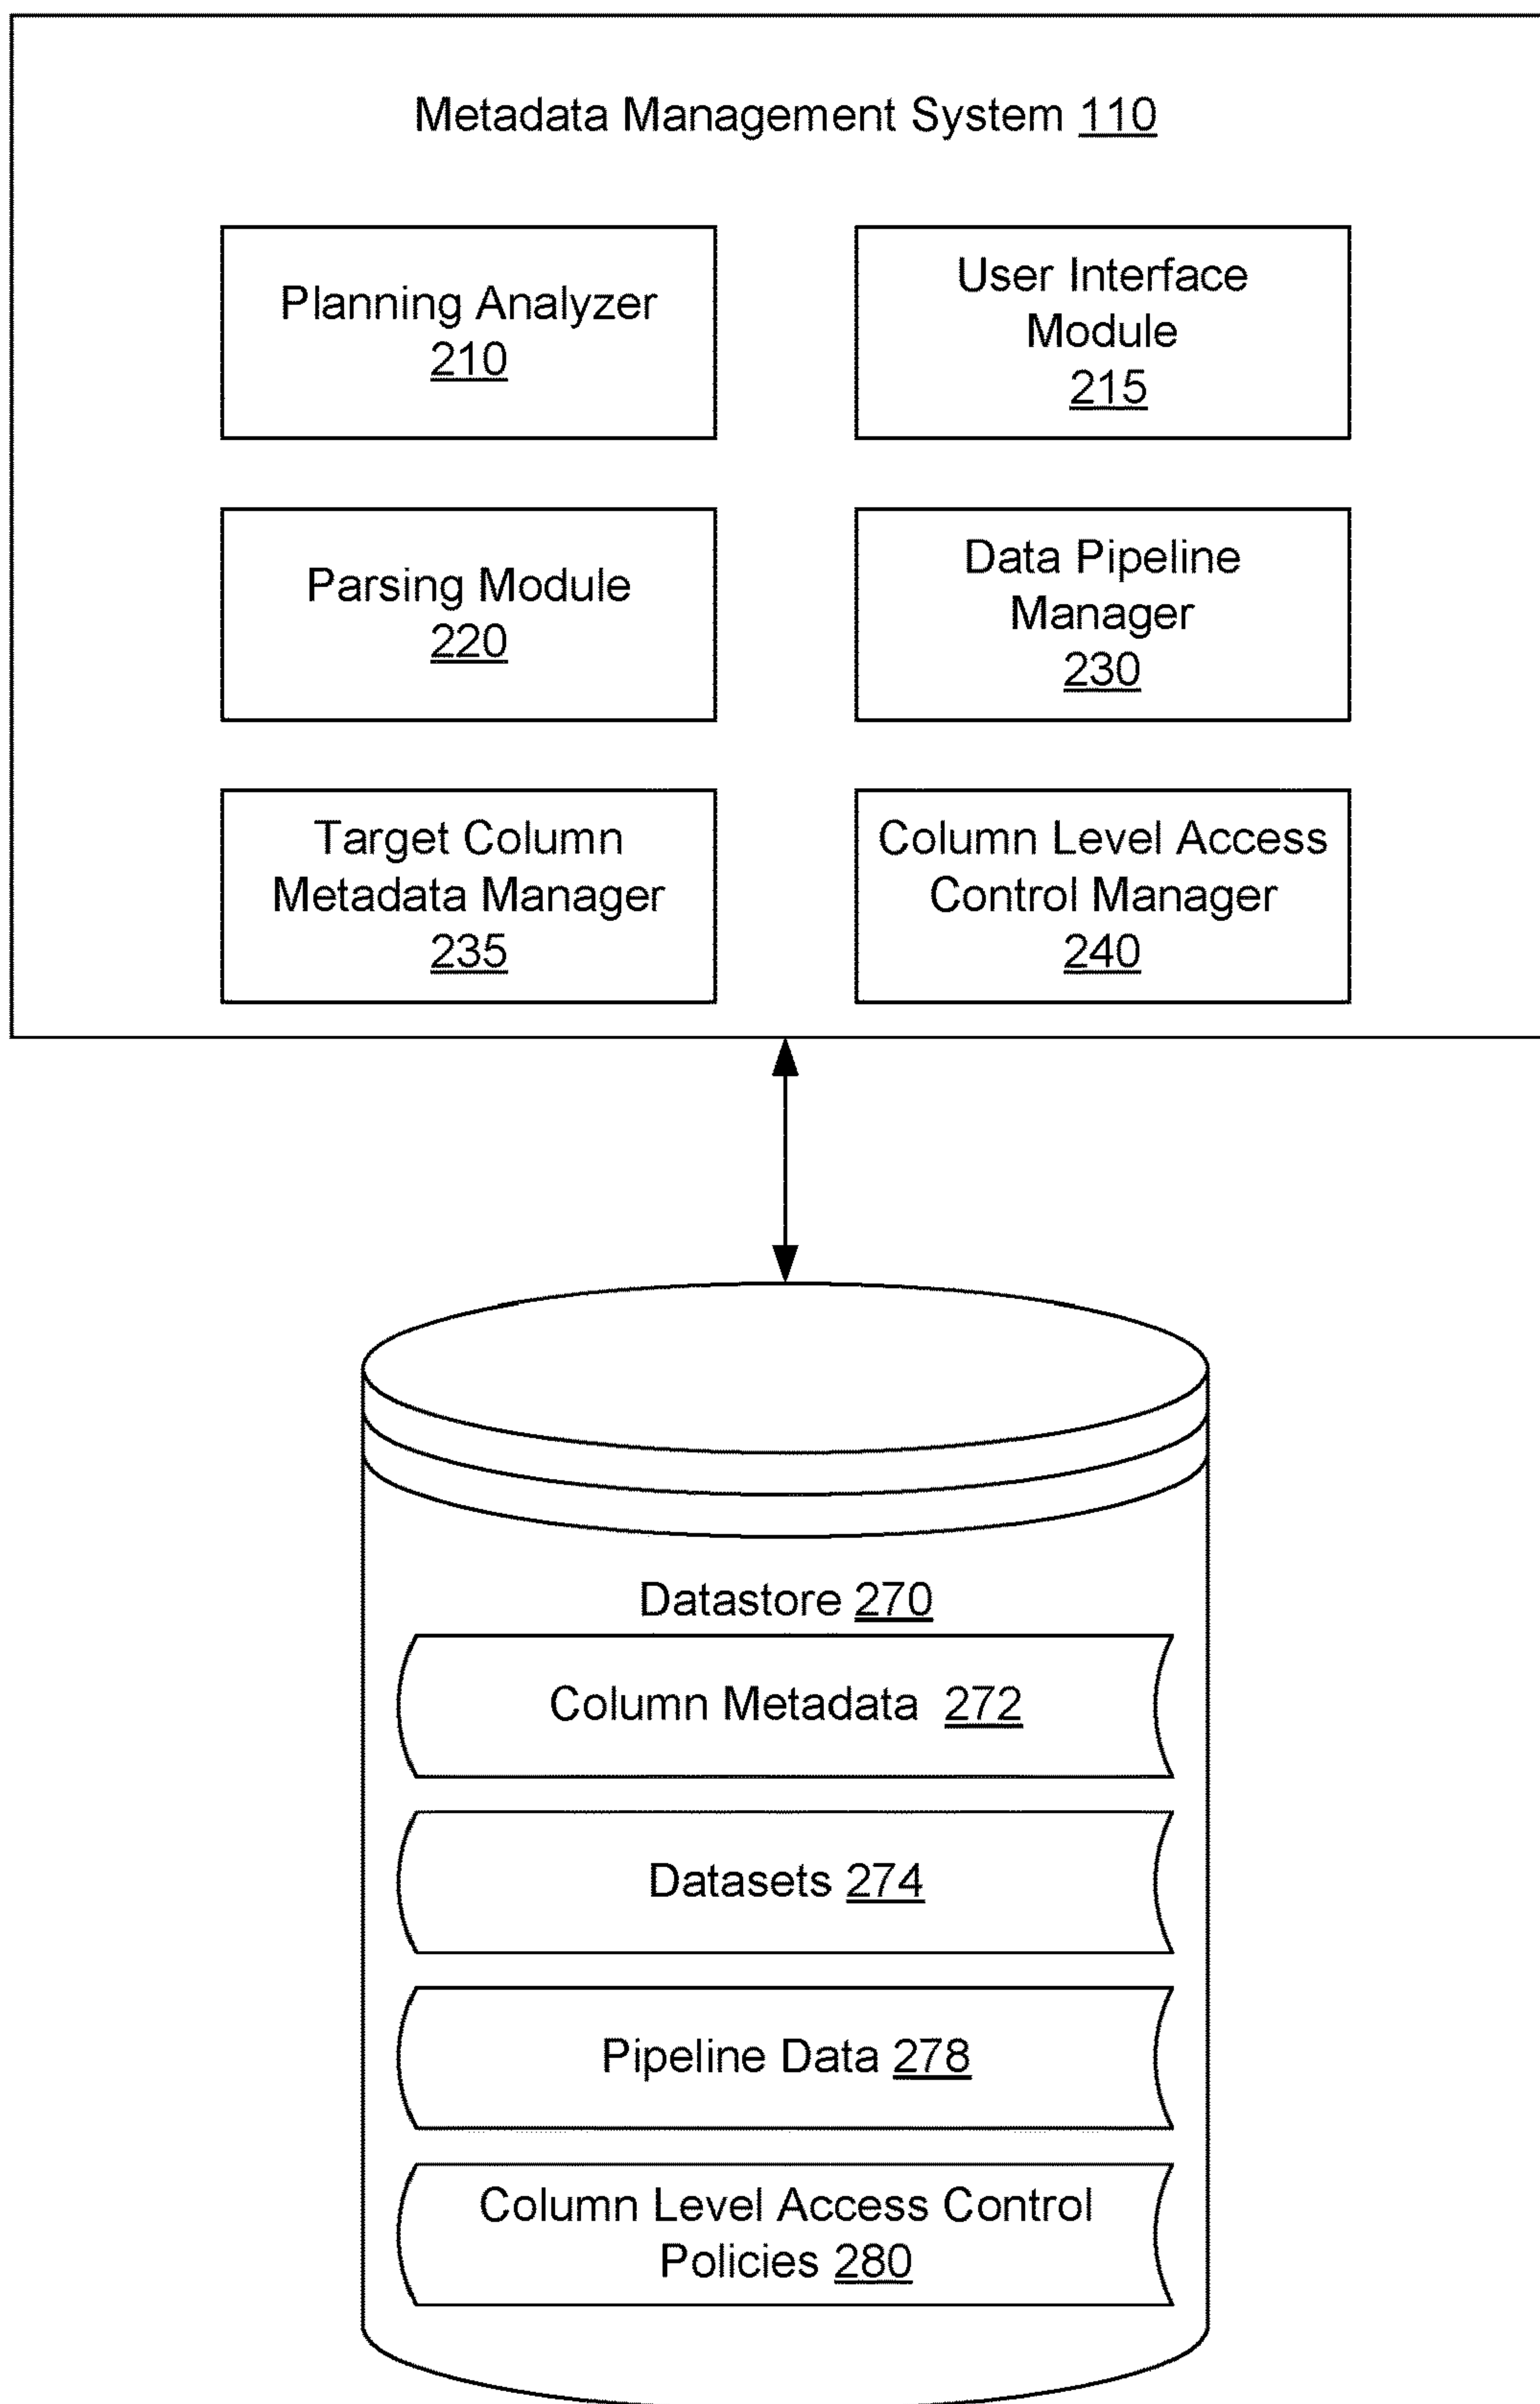 Metadata Management System 110
Planning Analyzer
210
User Interface
Module
215
Parsing Module
220
Data Pipeline
Manager
230
Target Column
Metadata Manager
235
Column Level Access
Control Manager
240
Datastore 270
Column Metadata 272
Datasets 274
Pipeline Data 278
Column Level Access Control
Policies 280